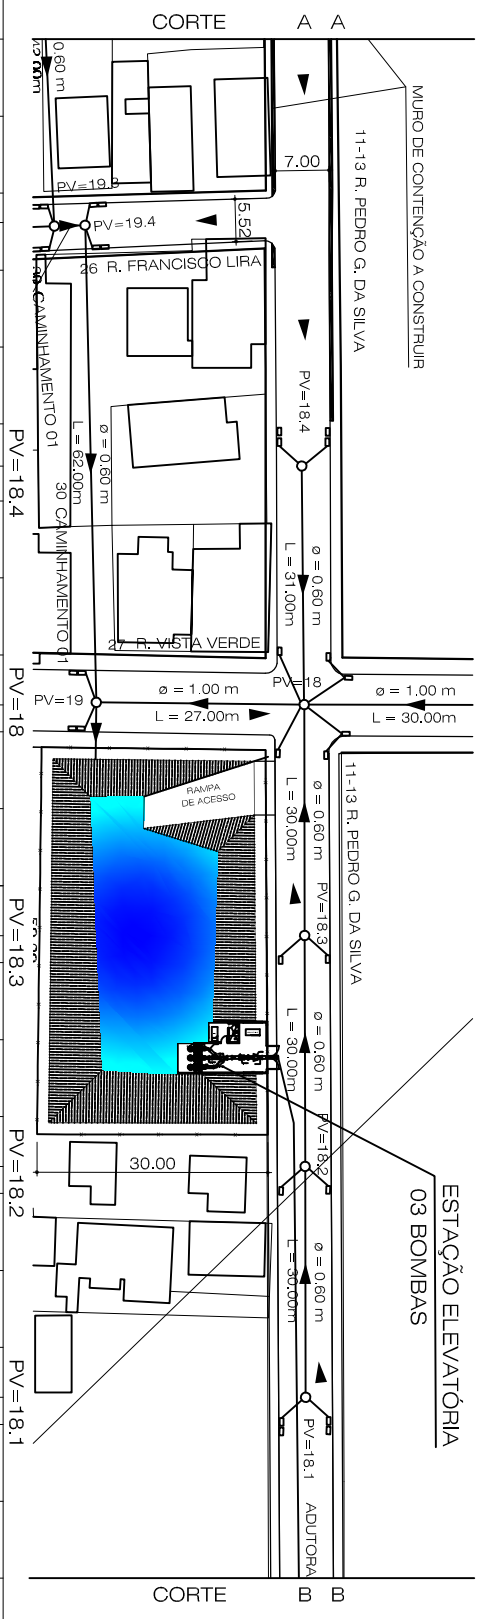 CORTE
A A
0.60 m
42.00m
MURO DE CONTENÇÃO A CONSTRUIR
11-13 R. PEDRO G. DA SILVA
7.00
PV=19.3
PV=19.4
5.52
26 R. FRANCISCO LIRA
CAMINHAMENTO 01
PV=18.4
PV=18.4
ø = 0.60 m
L = 62.00m
30 CAMINHAMENTO 01
ø = 0.60 m
L = 31.00m
27 R. VISTA VERDE
PV=18
PV=19
PV=18
ø = 1.00 m
L = 27.00m
ø = 1.00 m
L = 30.00m
RAMPA
DE ACESSO
ø = 0.60 m
L = 30.00m
11-13 R. PEDRO G. DA SILVA
PV=18.3
PV=18.3
ø = 0.60 m
L = 30.00m
PV=18.2
PV=18.2
30.00
ESTAÇÃO ELEVATÓRIA
03 BOMBAS
ø = 0.60 m
L = 30.00m
PV=18.1
PV=18.1
ADUTORA
CORTE
B B